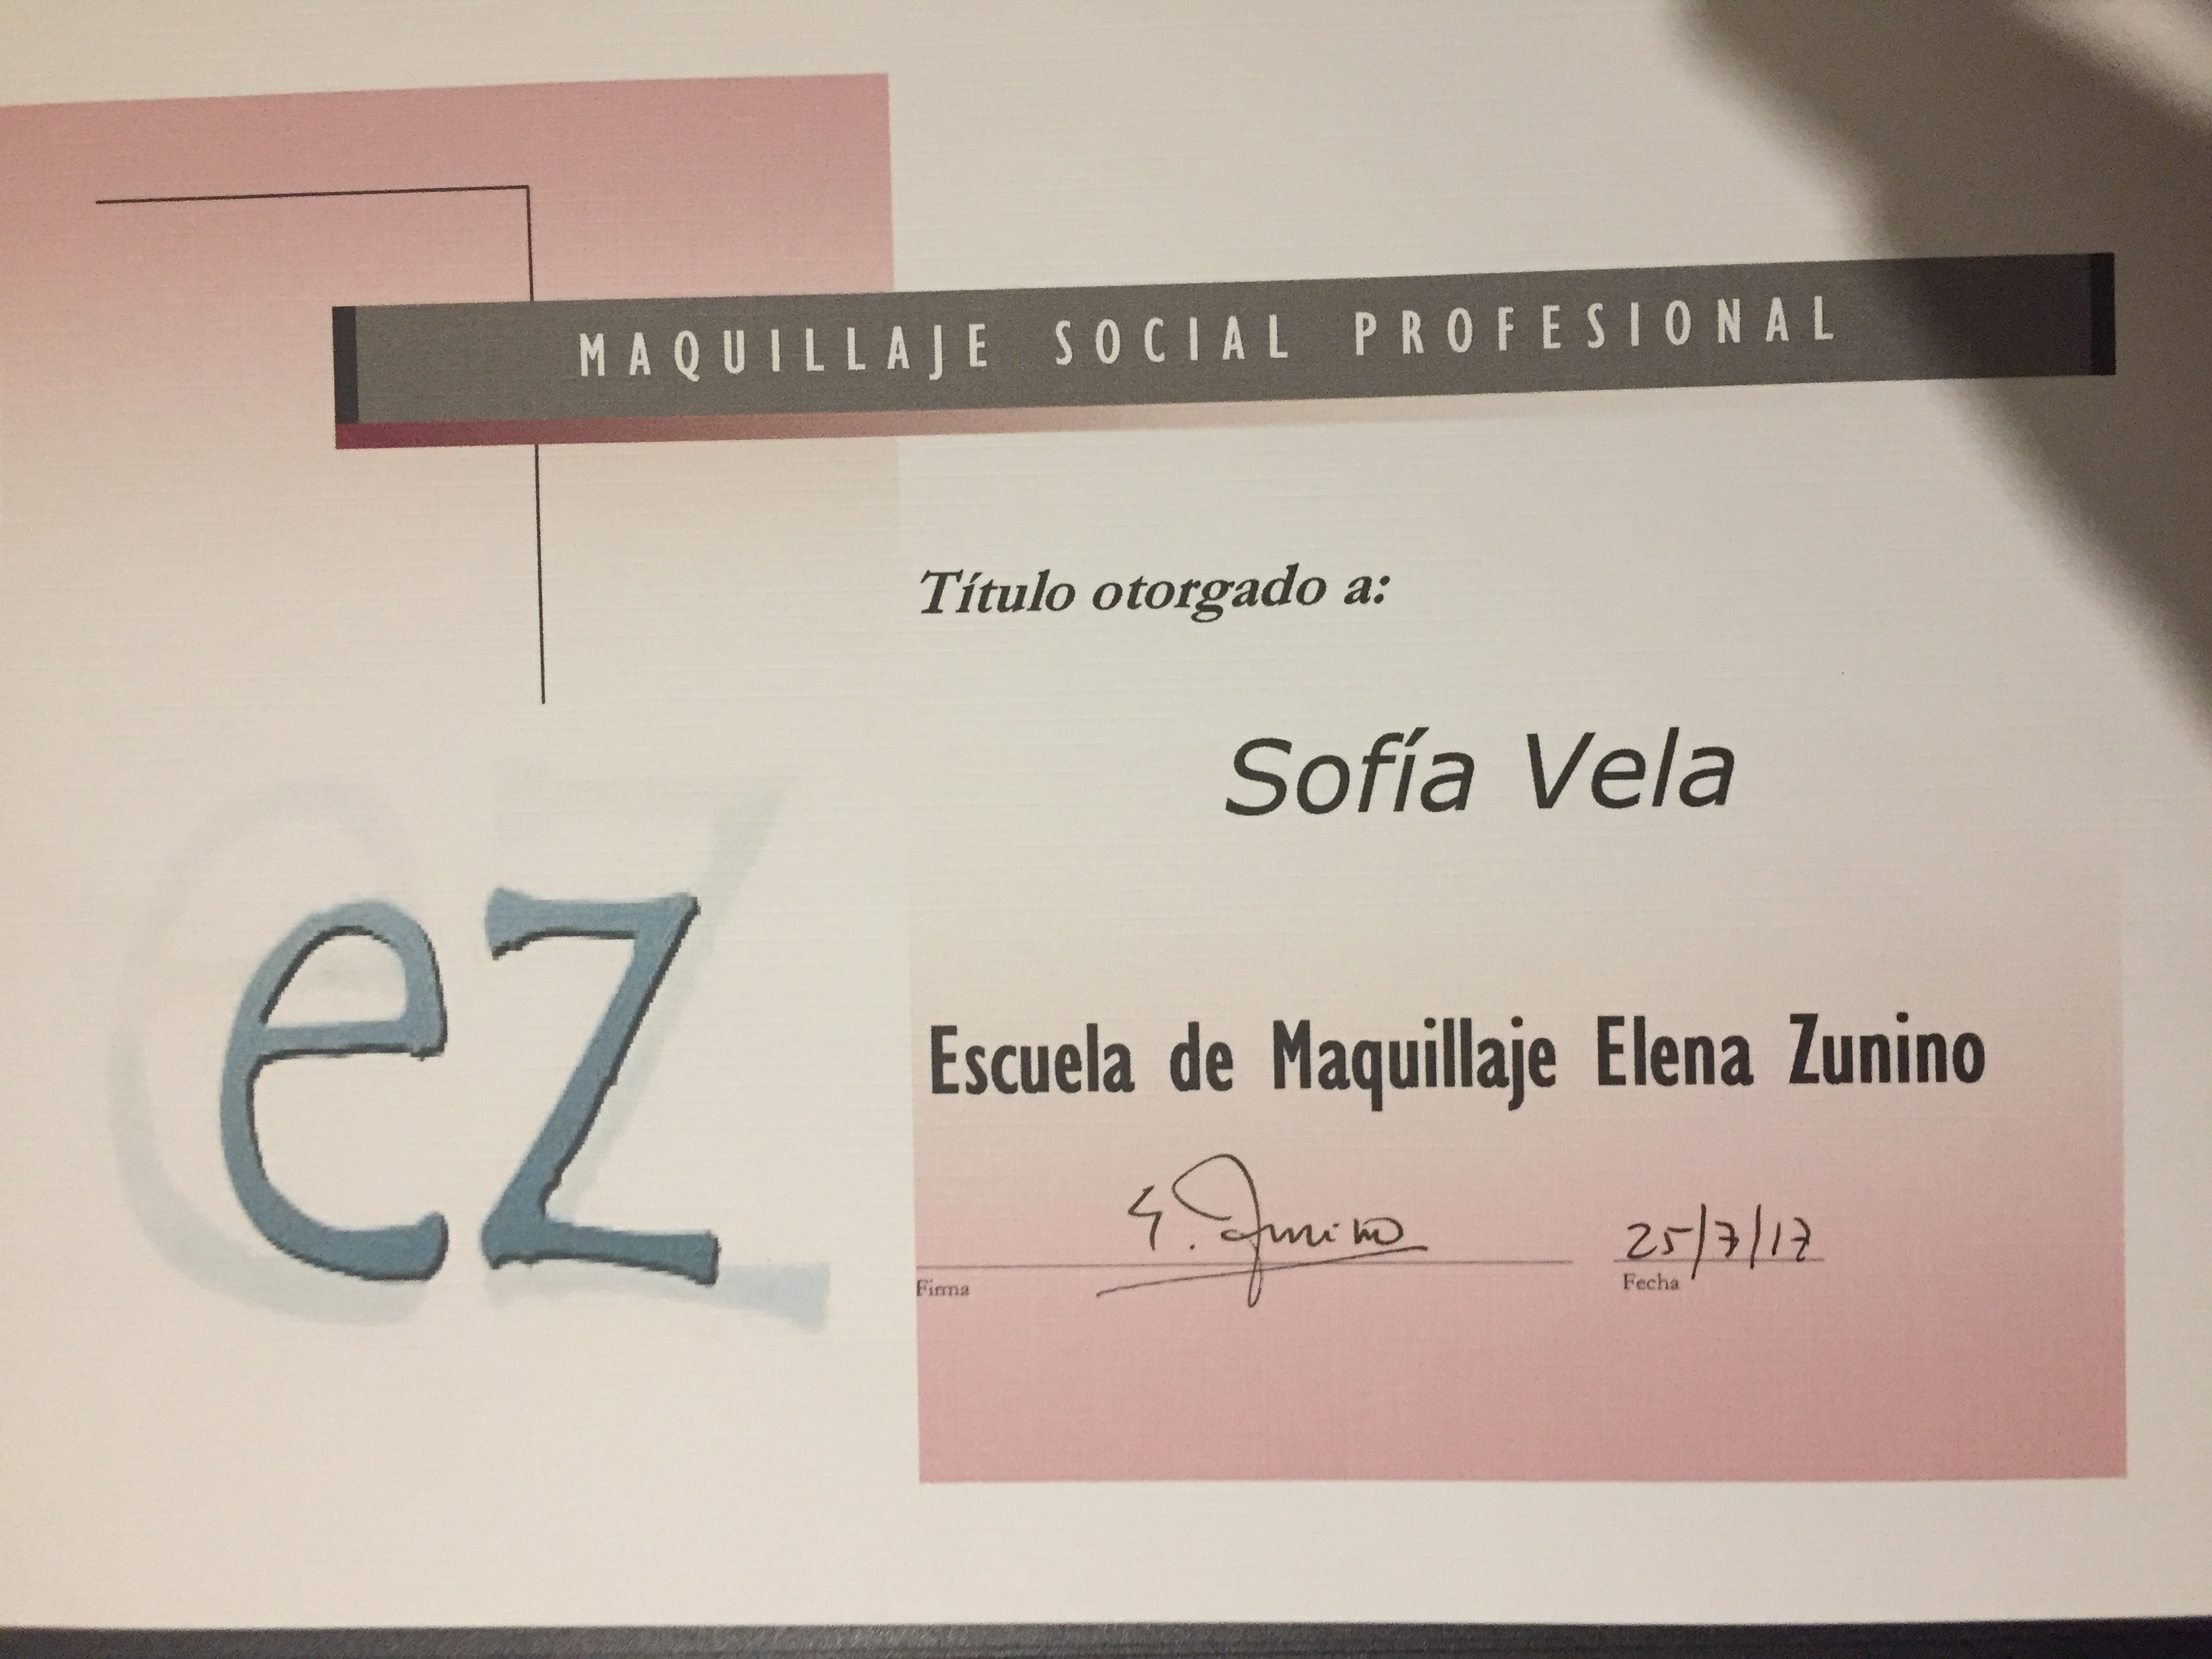 MAQUILLAJE SOCIAL PROFESIONAL
Título otorgado a:
Sofía Vela
ez
Escuela de Maquillaje Elena Zunino
E. Zunino
25/7/17
Firma
Fecha